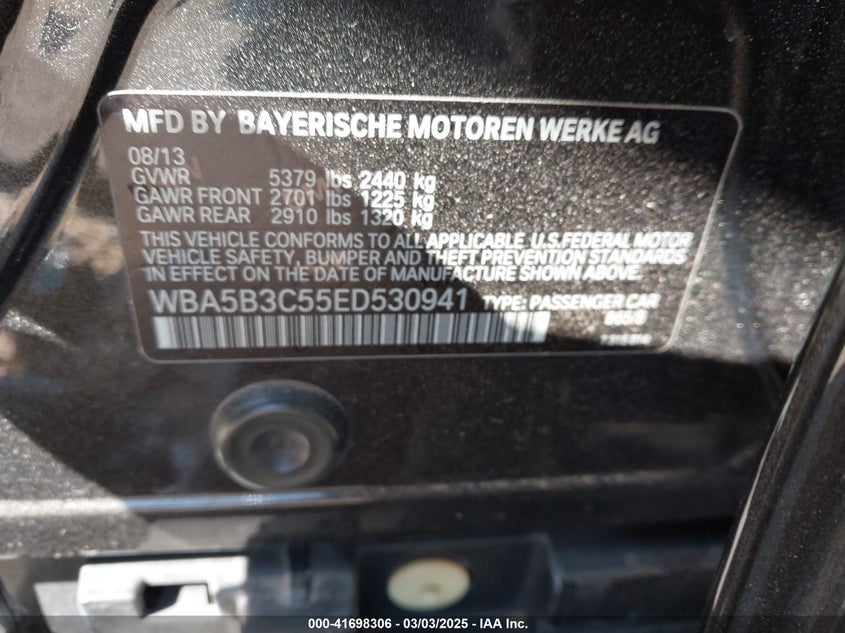 MFD BY BAYERISCHE MOTOREN WERKE AG
08/13
GVWR 5379 lbs 2440 kg
GAWR FRONT 2701 lbs 1225 kg
GAWR REAR 2910 lbs 1320 kg
THIS VEHICLE CONFORMS TO ALL APPLICABLE U.S.FEDERAL MOTOR
VEHICLE SAFETY, BUMPER AND THEFT PREVENTION STANDARDS
IN EFFECT ON THE DATE OF MANUFACTURE SHOWN ABOVE.
WBA5B3C55ED530941 TYPE: PASSENGER CAR
000-41698306 - 03/03/2025 - IAA Inc.